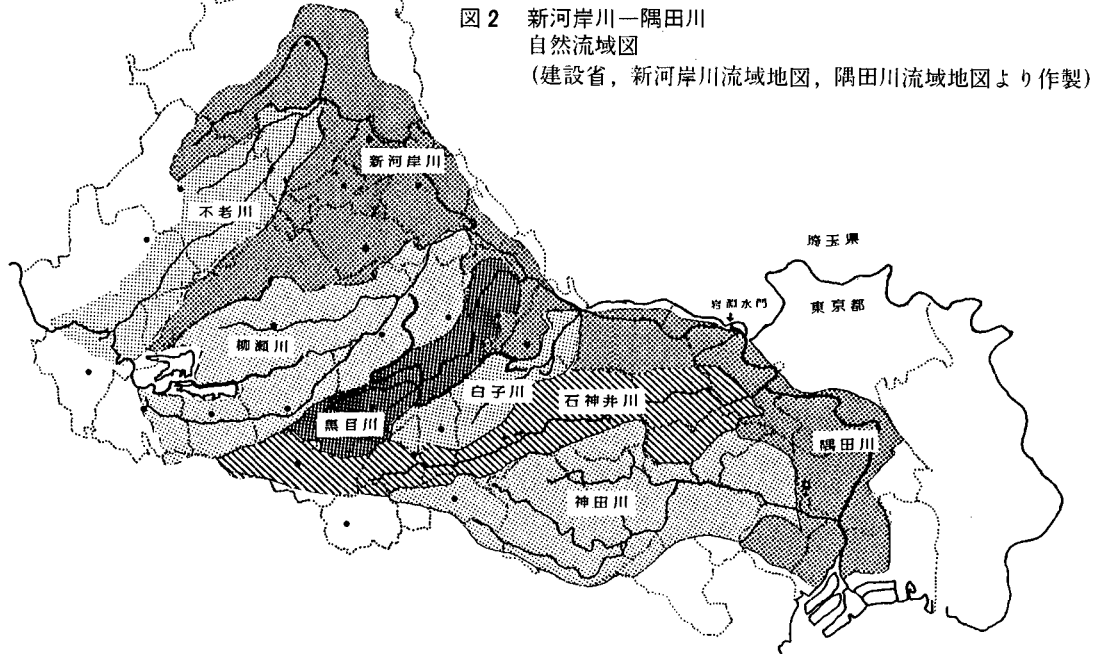 図2 新河岸川―隅田川
自然流域図
(建設省，新河岸川流域地図，隅田川流域地図より作製)
新河岸川
不老川
埼玉県
岩淵水門
東京都
柳瀬川
白子川
石神井川
黒目川
隅田川
神田川